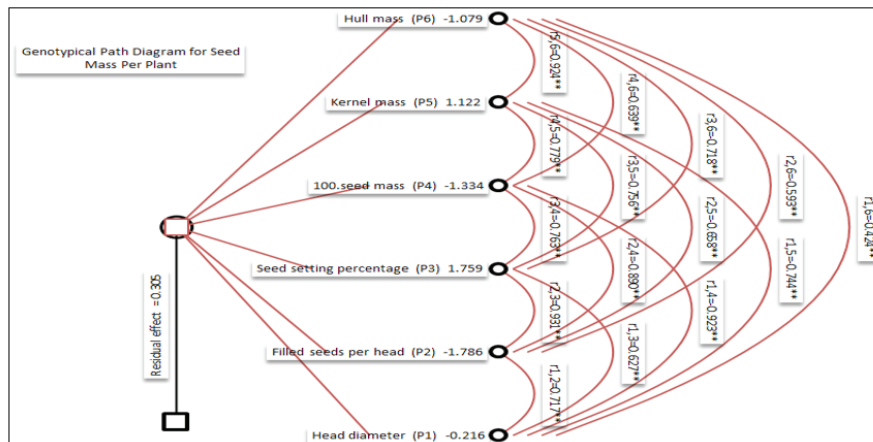 Genotypical Path Diagram for Seed
Mass Per Plant
Hull mass (P6) -1.079
Kernel mass (P5) 1.122
100.seed mass (P4) -1.334
Seed setting percentage (P3) 1.759
Filled seeds per head (P2) -1.786
Head diameter (P1) -0.216
Residual effect = 0.305
r5,6=0.924**
r4,5=0.779**
r3,4=0.763**
r2,3=0.931**
r1,2=0.717**
r4,6=0.639**
r3,5=0.756**
r2,4=0.890**
r1,3=0.627**
r3,6=0.718**
r2,5=0.658**
r1,4=0.923**
r2,6=0.593**
r1,5=0.744**
r1,6=0.424**